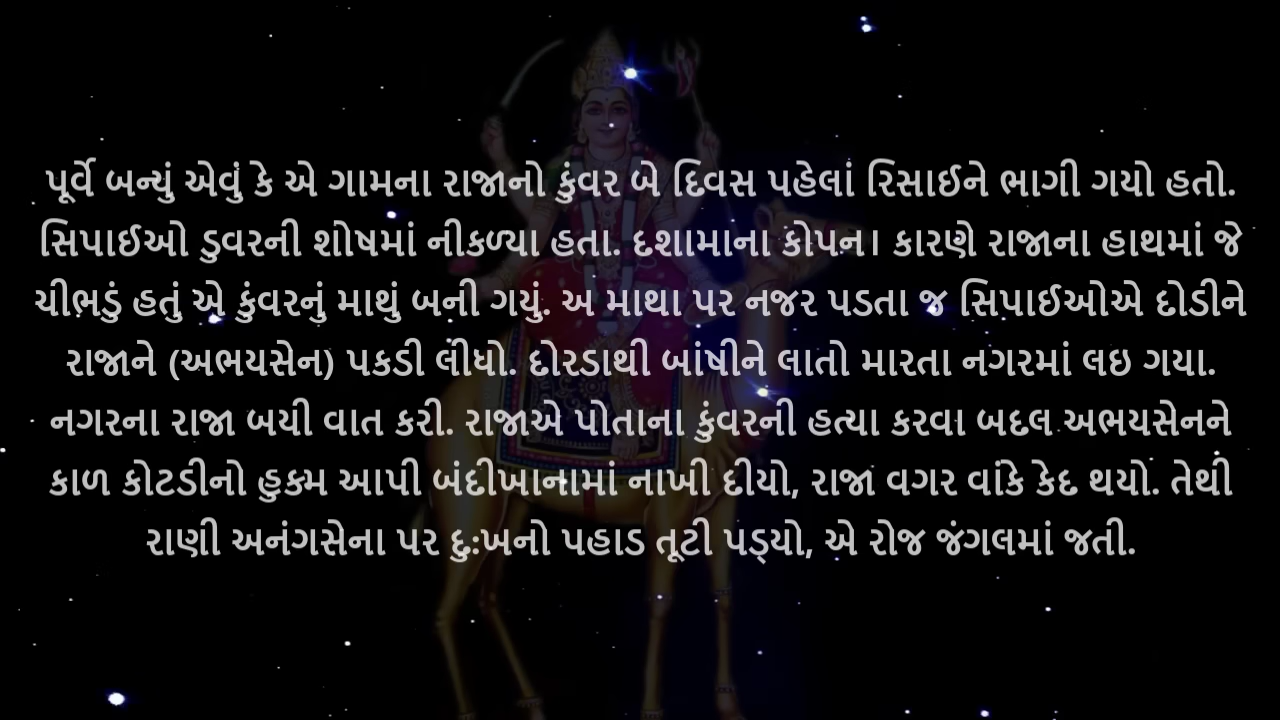 પૂર્વે બન્યું એવું કે એ ગામના રાજાનો કુંવર બે દિવસ પહેલાં રિસાઈને ભાગી ગયો હતો.
સિપાઈઓ ડુવરની શોષમાં નીકળ્યા હતા. દશામાના કોપન। કારણે રાજાના હાથમાં જે
ચીભડું હતું એ કુંવરનું માથું બની ગયું. અ માથા પર નજર પડતા જ સિપાઈઓએ દોડીને
રાજાને (અભયસેન) પકડી લીધો. દોરડાથી બાંષીને લાતો મારતા નગરમાં લઇ ગયા.
નગરના રાજા બયી વાત કરી. રાજાએ પોતાના કુંવરની હત્યા કરવા બદલ અભયસેનને
કાળ કોટડીનો હુકમ આપી બંદીખાનામાં નાખી દીયો, રાજા વગર વાંકે કેદ થયો. તેથી
રાણી અનંગસેના પર દુ:ખનો પહાડ તૂટી પડ્યો, એ રોજ જંગલમાં જતી.